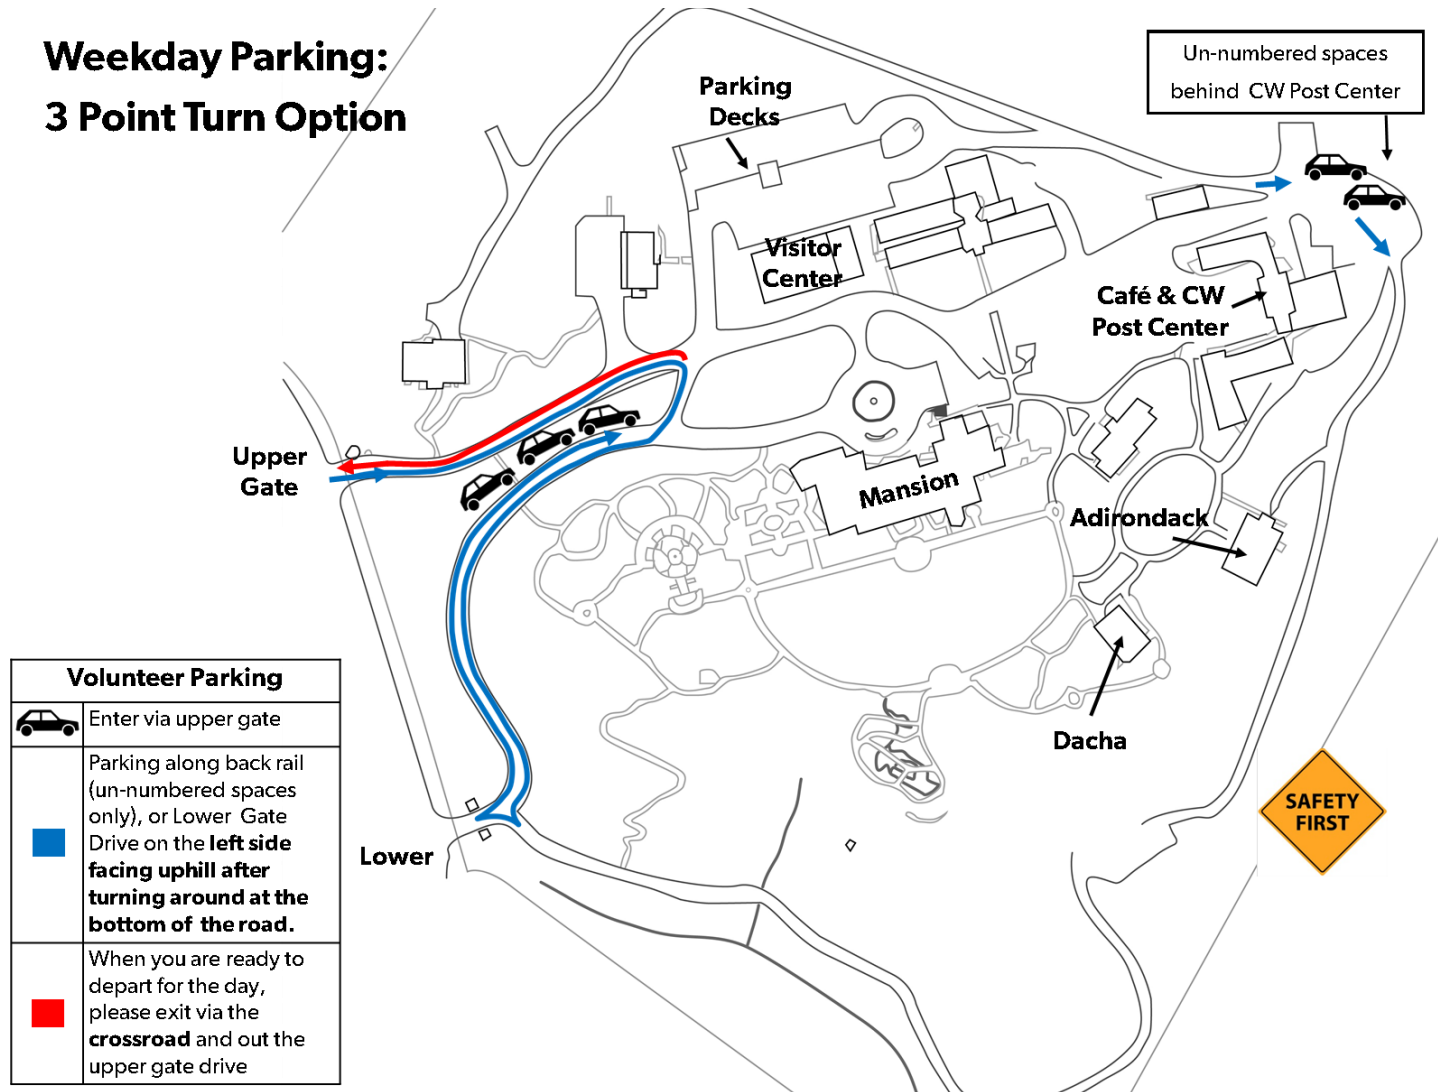 Weekday Parking:
3 Point Turn Option
Un-numbered spaces
behind CW Post Center
Parking
Decks
Visitor
Center
Café & CW
Post Center
Upper
Gate
Mansion
Adirondack
Dacha
Lower
SAFETY
FIRST
Volunteer Parking
Enter via upper gate
Parking along back rail
(un-numbered spaces
only), or Lower Gate
Drive on the left side
facing uphill after
turning around at the
bottom of the road.
When you are ready to
depart for the day,
please exit via the
crossroad and out the
upper gate drive